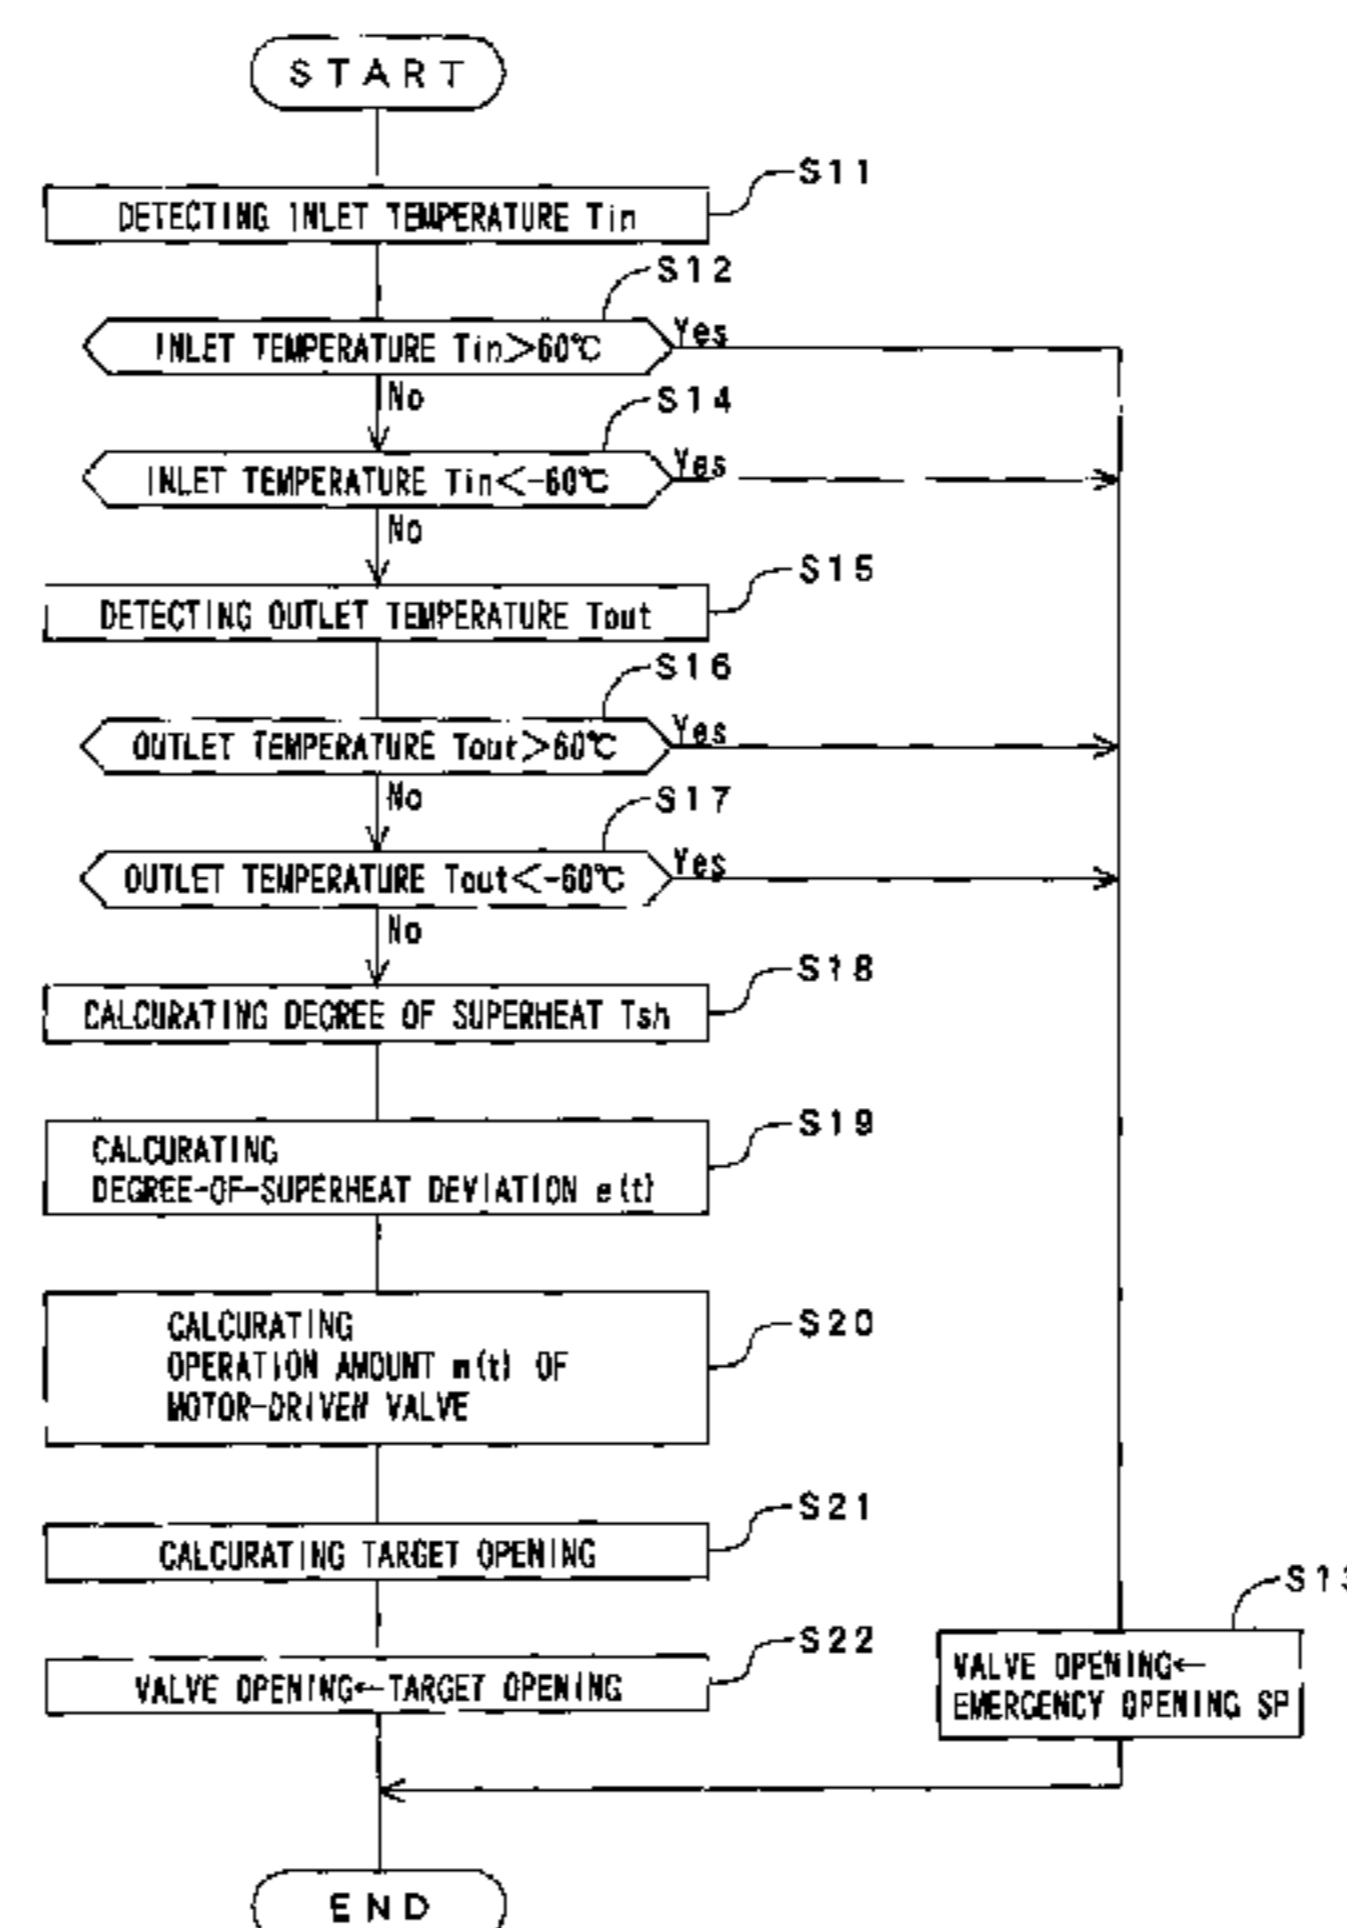 START
S11
DETECTING INLET TEMPERATURE Tin
S12
INLET TEMPERATURE Tin>60℃
Yes
No
S14
INLET TEMPERATURE Tin<-60℃
Yes
No
S15
DETECTING OUTLET TEMPERATURE Tout
S16
OUTLET TEMPERATURE Tout>60℃
Yes
No
S17
OUTLET TEMPERATURE Tout<-60℃
Yes
No
S18
CALCURATING DEGREE OF SUPERHEAT Tsh
S19
CALCURATING
DEGREE-OF-SUPERHEAT DEVIATION e(t)
S20
CALCURATING
OPERATION AMOUNT m(t) OF
MOTOR-DRIVEN VALVE
S21
CALCURATING TARGET OPENING
S22
VALVE OPENING←TARGET OPENING
S13
VALVE OPENING←
EMERGENCY OPENING SP
END